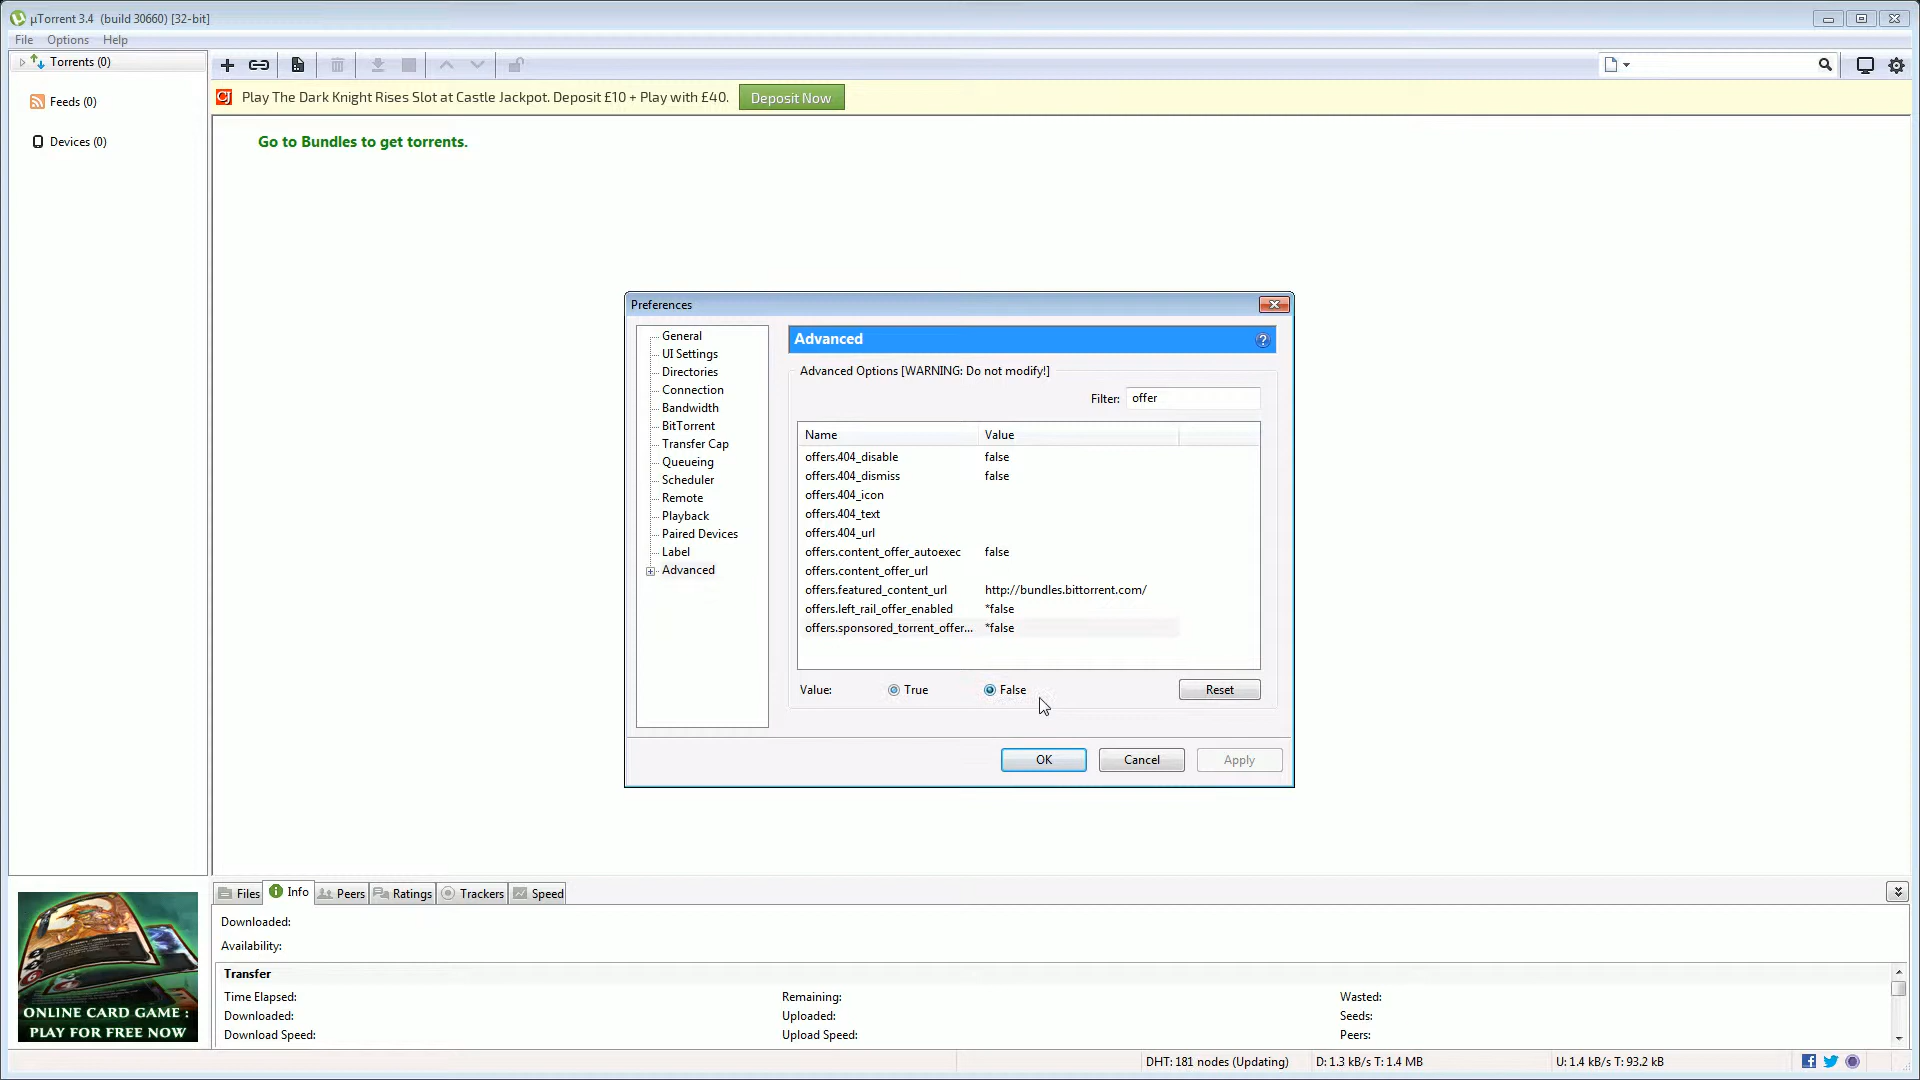 µTorrent 3.4 (build 30660) [32-bit]
File Options Help
Torrents (0)
Feeds (0)
Devices (0)
Play The Dark Knight Rises Slot at Castle Jackpot. Deposit £10 + Play with £40. Deposit Now
Go to Bundles to get torrents.
Preferences
General
UI Settings
Directories
Connection
Bandwidth
BitTorrent
Transfer Cap
Queueing
Scheduler
Remote
Playback
Paired Devices
Label
Advanced
Advanced
Advanced Options [WARNING: Do not modify!]
Filter: offer
Name Value
offers.404_disable false
offers.404_dismiss false
offers.404_icon
offers.404_text
offers.404_url
offers.content_offer_autoexec false
offers.content_offer_url
offers.featured_content_url http://bundles.bittorrent.com/
offers.left_rail_offer_enabled *false
offers.sponsored_torrent_offer... *false
Value: True False Reset
OK Cancel Apply
Files Info Peers Ratings Trackers Speed
Downloaded:
Availability:
Transfer
Time Elapsed: Remaining: Wasted:
Downloaded: Uploaded: Seeds:
Download Speed: Upload Speed: Peers:
ONLINE CARD GAME :
PLAY FOR FREE NOW
DHT: 181 nodes (Updating) D: 1.3 kB/s T: 1.4 MB U: 1.4 kB/s T: 93.2 kB